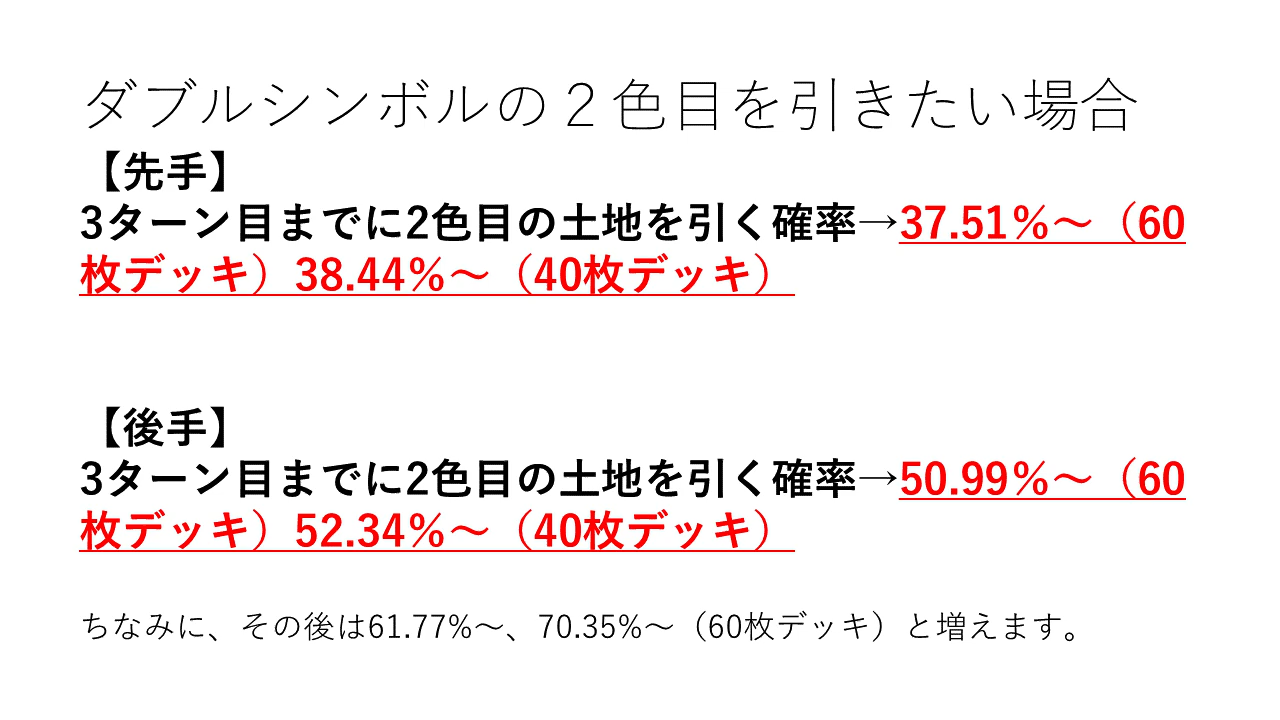 ダブルシンボルの２色目を引きたい場合
【先手】
3ターン目までに2色目の土地を引く確率→37.51％～（60
枚デッキ）38.44％～（40枚デッキ）
【後手】
3ターン目までに2色目の土地を引く確率→50.99％～（60
枚デッキ）52.34％～（40枚デッキ）
ちなみに、その後は61.77%～、70.35%～（60枚デッキ）と増えます。